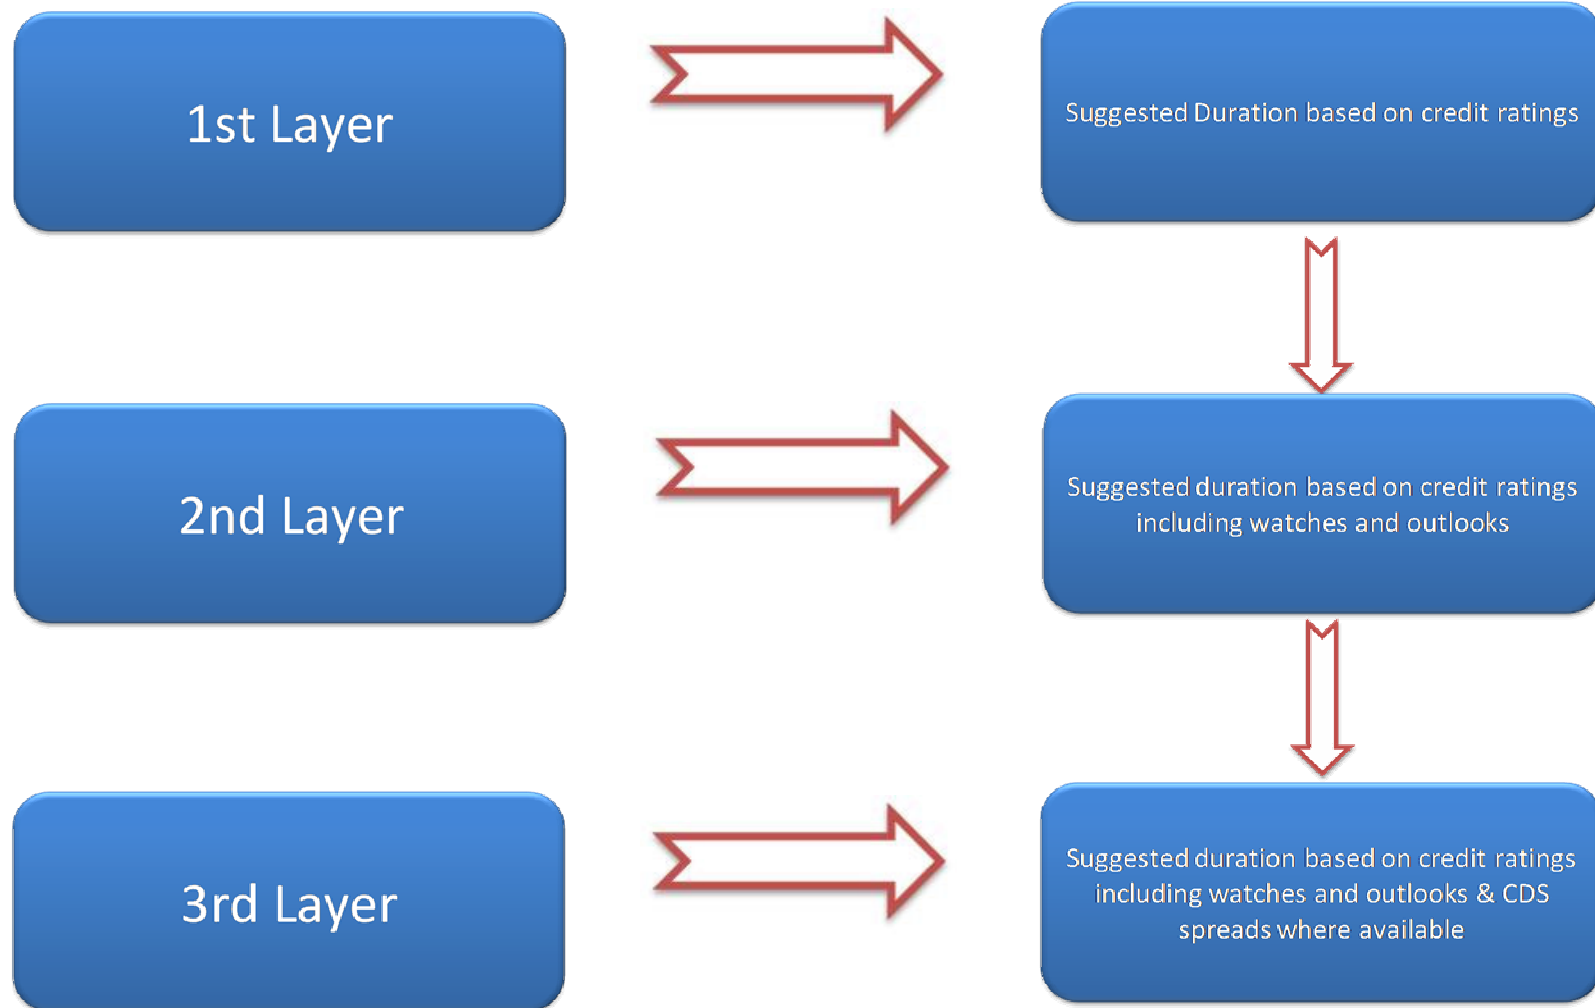 1st Layer
Suggested Duration based on credit ratings
2nd Layer
Suggested duration based on credit ratings
including watches and outlooks
3rd Layer
Suggested duration based on credit ratings
including watches and outlooks & CDS
spreads where available